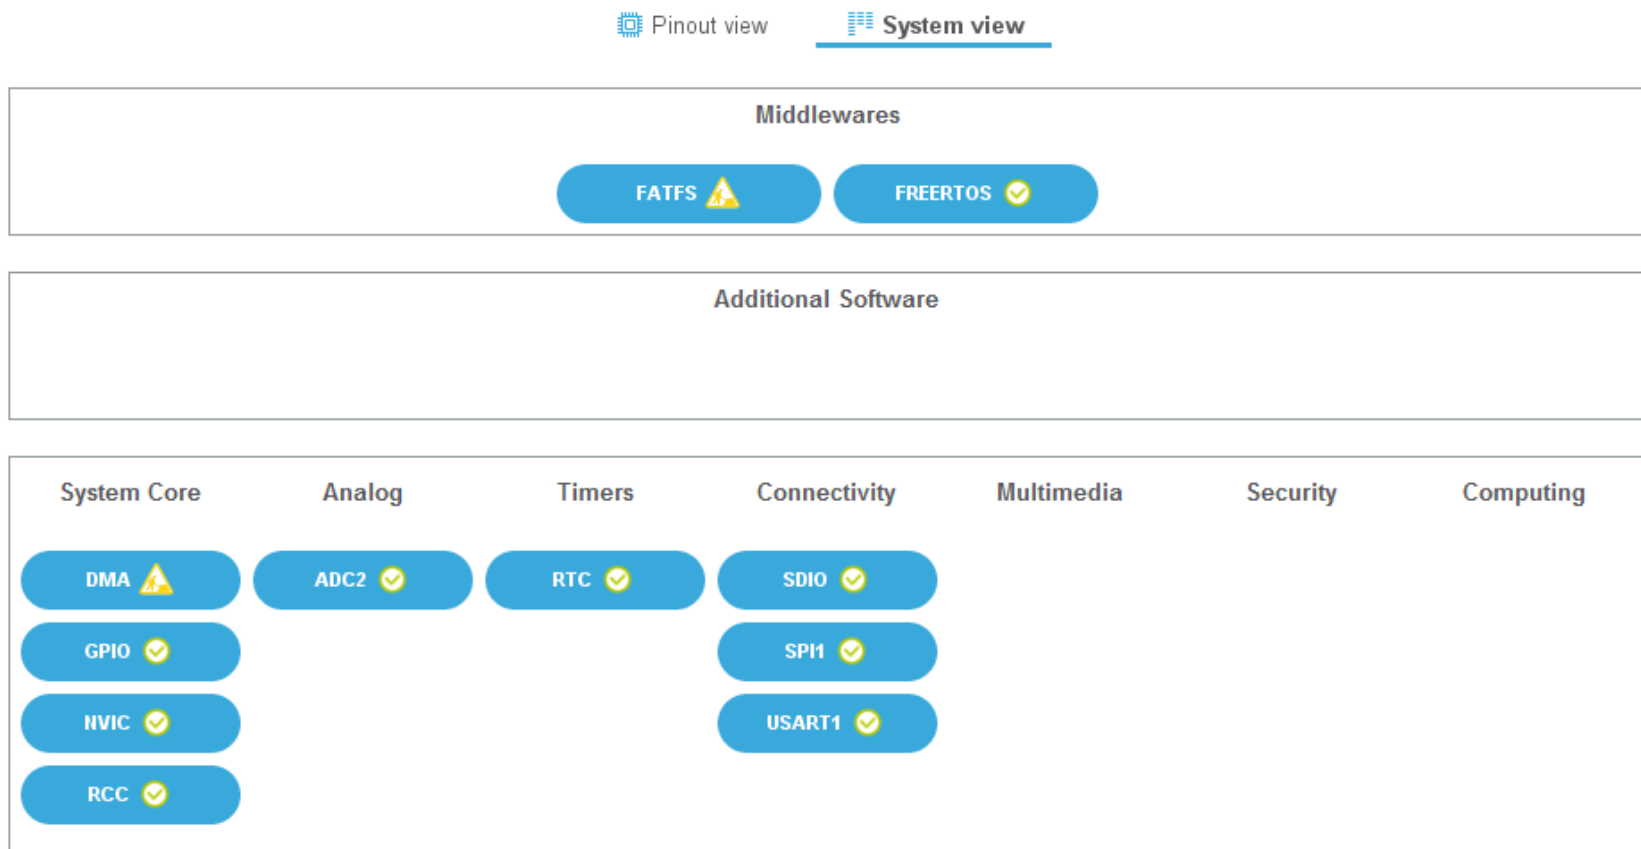 Pinout view System view
Middlewares
FATFS FREERTOS
Additional Software
System Core Analog Timers Connectivity Multimedia Security Computing
DMA ADC2 RTC SDIO
GPIO SPI1
NVIC USART1
RCC